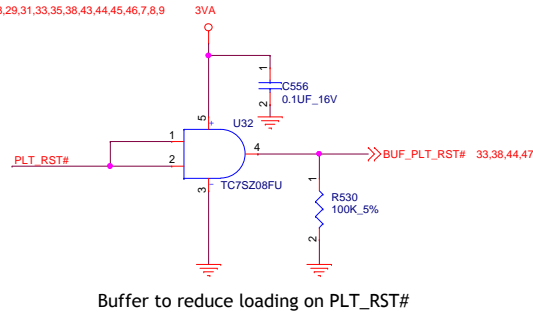 3,29,31,33,35,38,43,44,45,46,7,8,9 3VA
1
C556
2
0.1UF_16V
5
+
U32
1
PLT_RST#
2
4
BUF_PLT_RST# 33,38,44,47
3
-
TC7SZ08FU
1
R530
100K_5%
2
Buffer to reduce loading on PLT_RST#